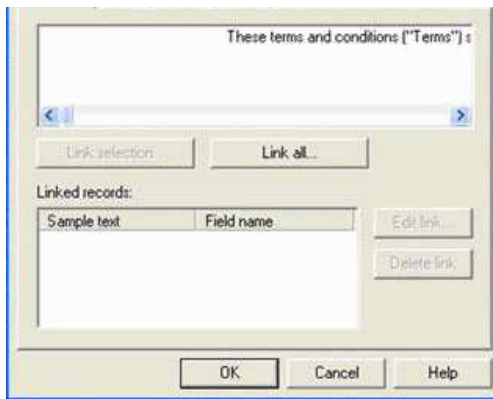 These terms and conditions ("Terms") s
Link selection...
Link all...
Linked records:
Sample text Field name
Edit link...
Delete link
OK Cancel Help